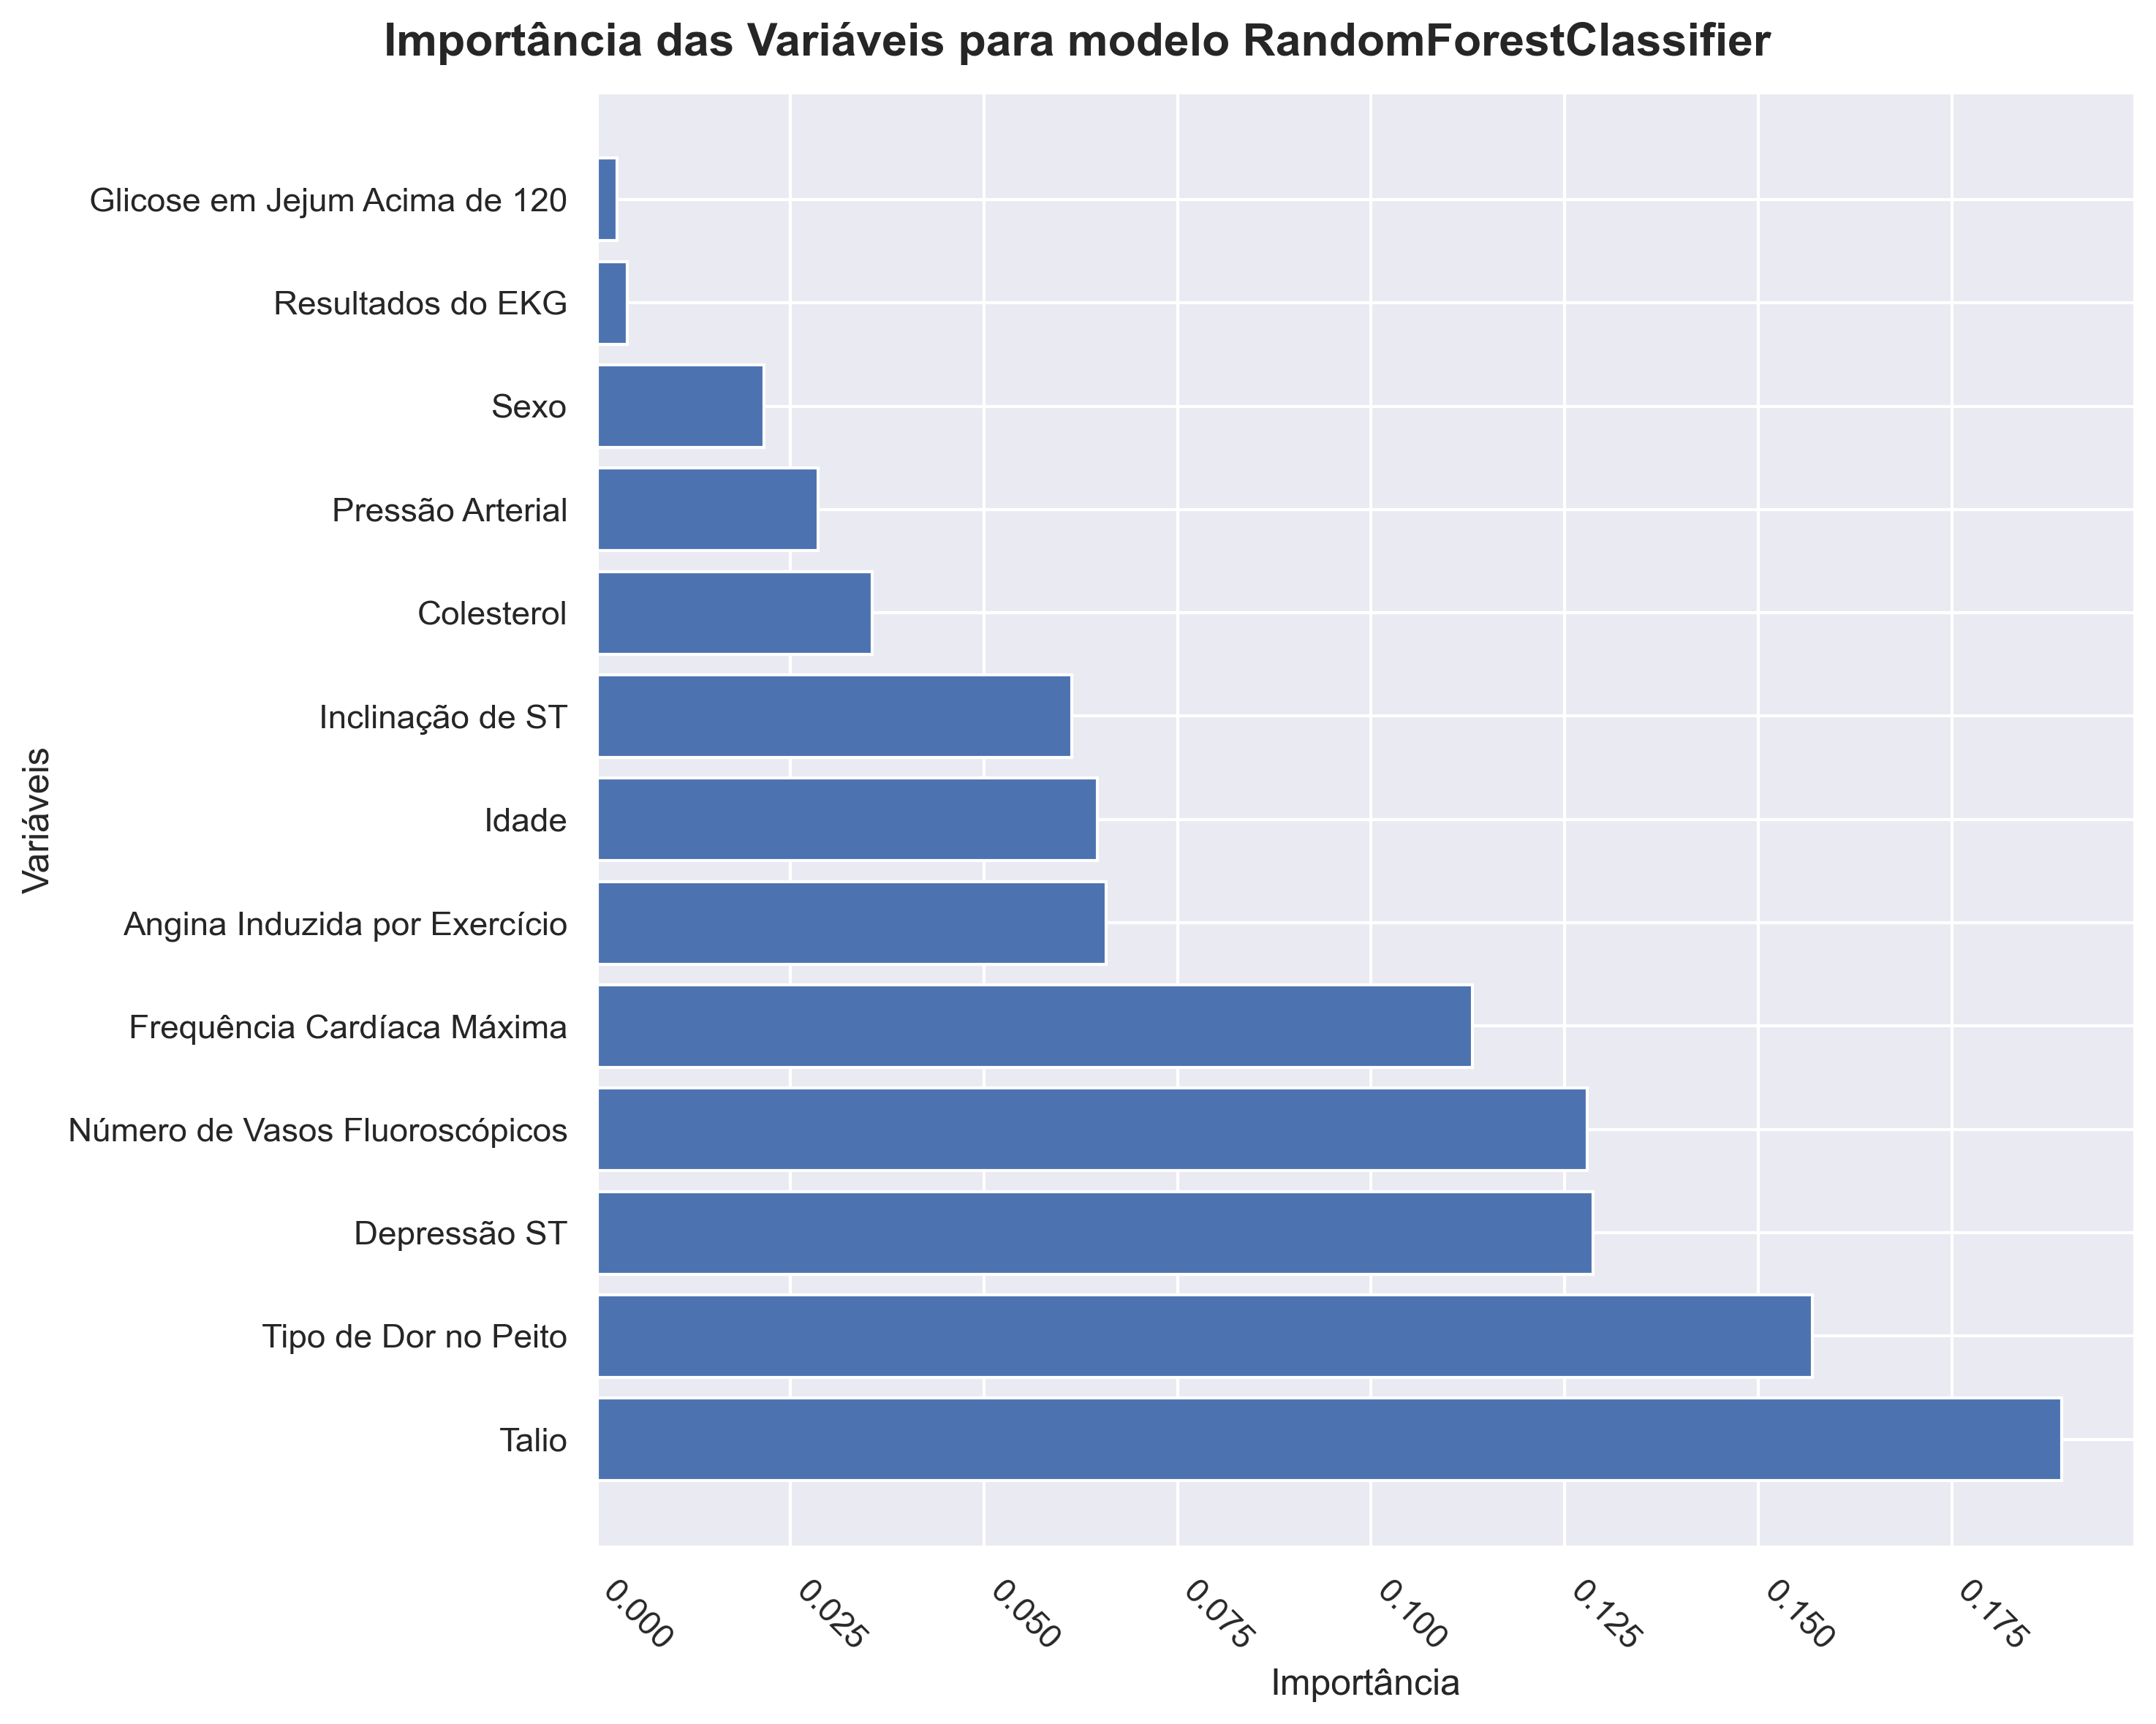 Importância das Variáveis para modelo RandomForestClassifier
Variáveis
Glicose em Jejum Acima de 120
Resultados do EKG
Sexo
Pressão Arterial
Colesterol
Inclinação de ST
Idade
Angina Induzida por Exercício
Frequência Cardíaca Máxima
Número de Vasos Fluoroscópicos
Depressão ST
Tipo de Dor no Peito
Talio
0.000
0.025
0.050
0.075
0.100
0.125
0.150
0.175
Importância